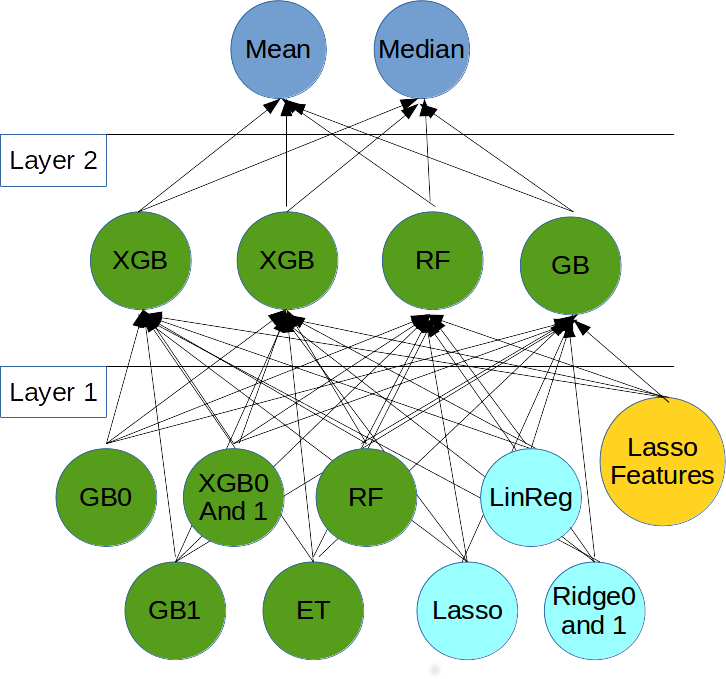 Mean
Median
Layer 2
XGB
XGB
RF
GB
Layer 1
Lasso
Features
GB0
XGB0
And 1
RF
LinReg
GB1
ET
Lasso
Ridge0
and 1